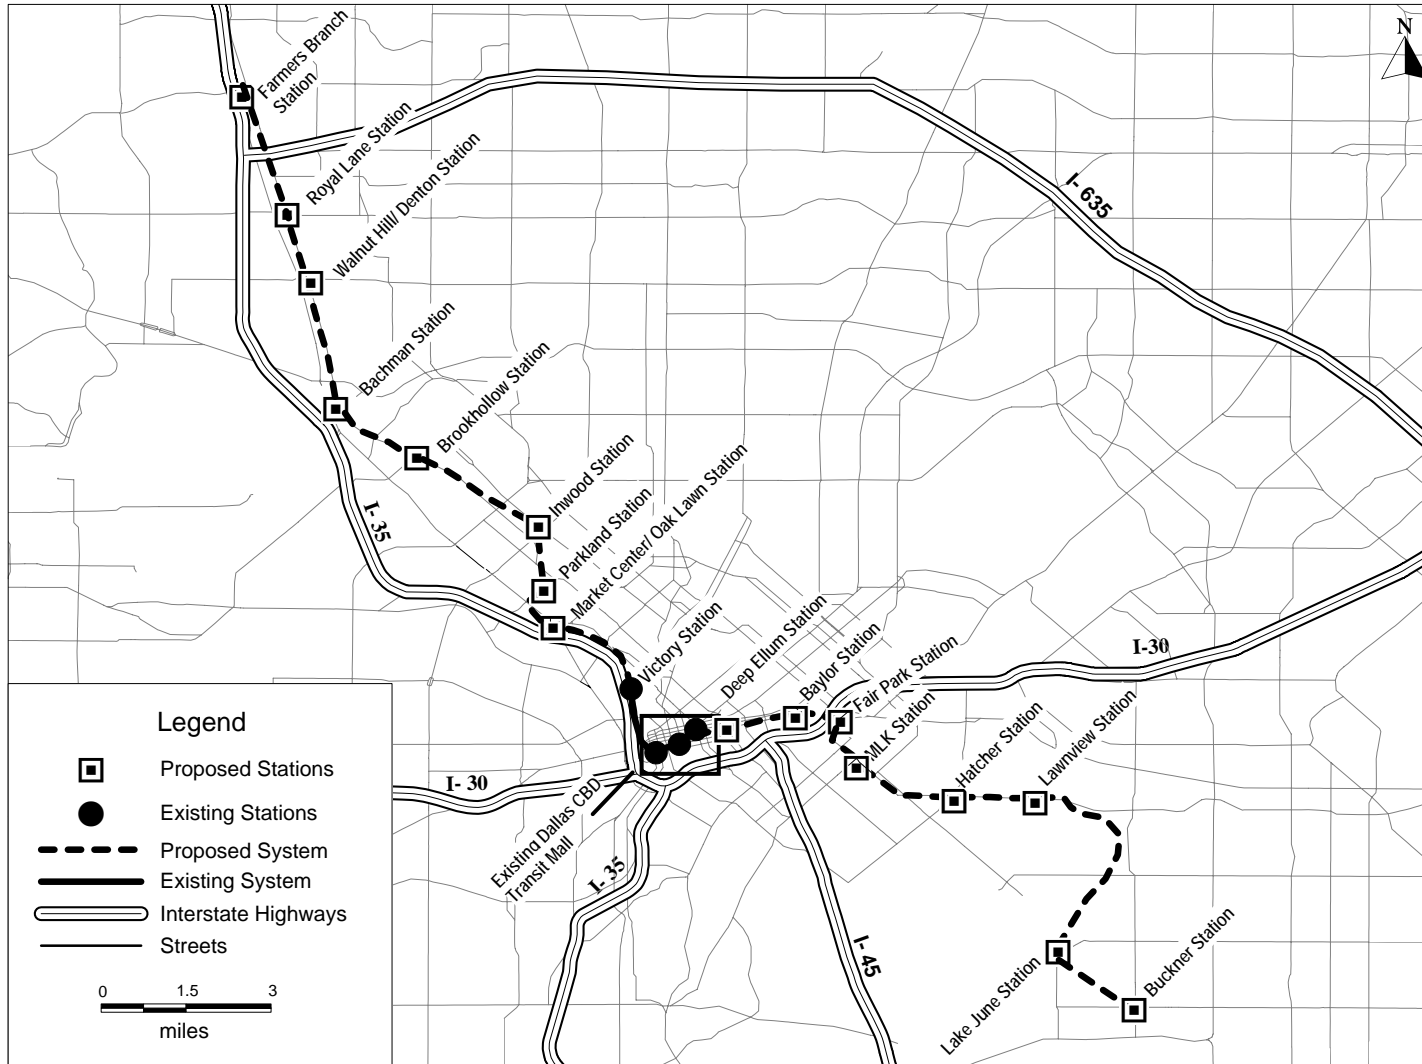 N
Farmers Branch
Station
Royal Lane Station
Walnut Hill/ Denton Station
I- 635
Bachman Station
Brookhollow Station
I- 35
Inwood Station
Parkland Station
Market Center/ Oak Lawn Station
Victory Station
Deep Ellum Station
Baylor Station
Fair Park Station
I-30
MLK Station
Hatcher Station
Lawnview Station
I- 30
Existing Dallas CBD
Transit Mall
I- 35
I- 45
Lake June Station
Buckner Station
Legend
Proposed Stations
Existing Stations
Proposed System
Existing System
Interstate Highways
Streets
0 1.5 3
miles